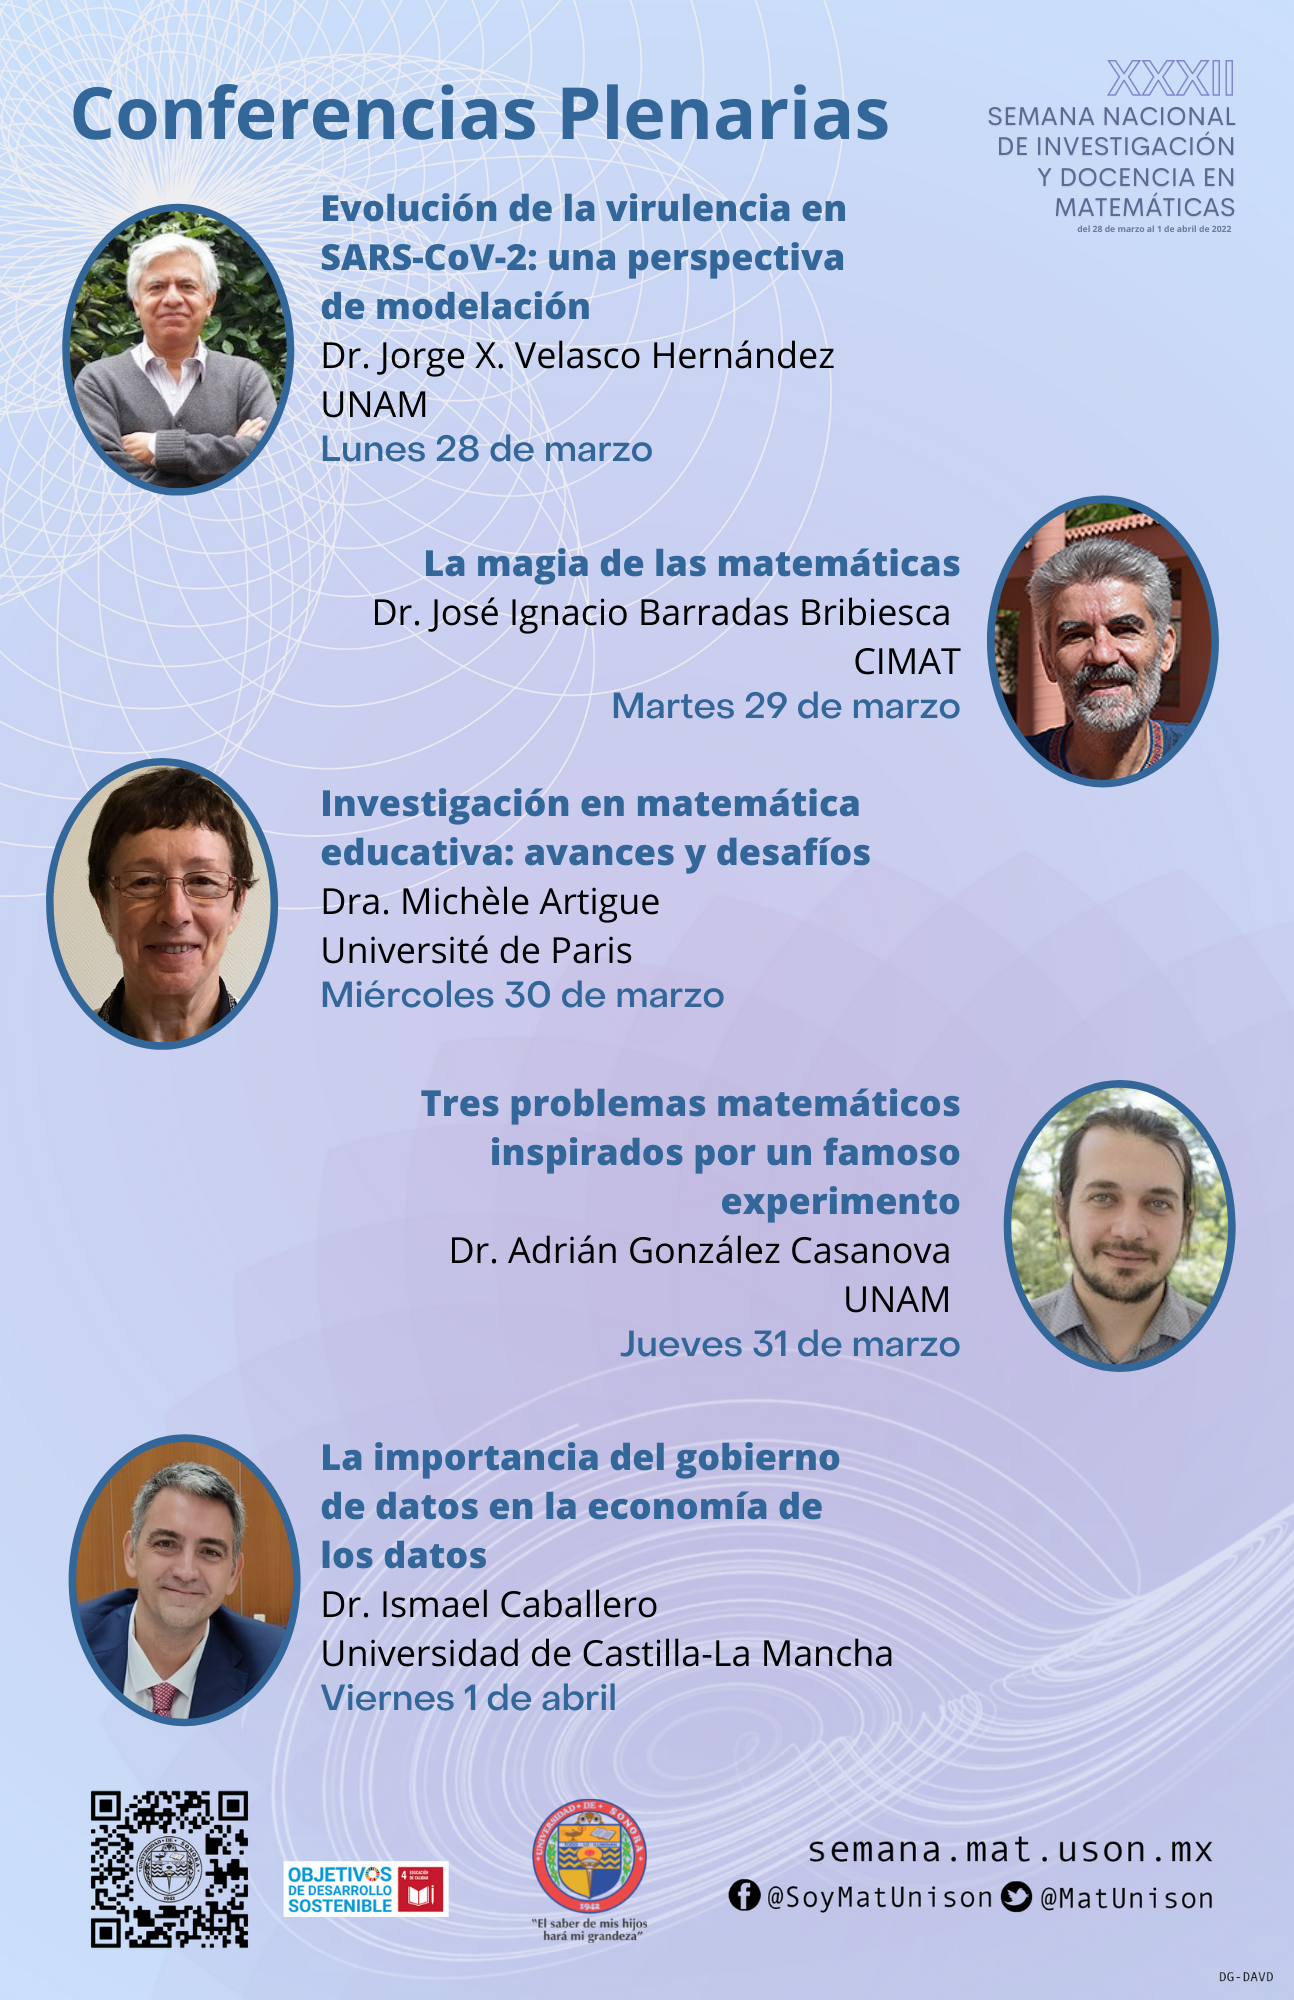 Conferencias Plenarias
XXXII
SEMANA NACIONAL
DE INVESTIGACIÓN
Y DOCENCIA EN
MATEMÁTICAS
del 28 de marzo al 1 de abril de 2022
Evolución de la virulencia en
SARS-CoV-2: una perspectiva
de modelación
Dr. Jorge X. Velasco Hernández
UNAM
Lunes 28 de marzo
La magia de las matemáticas
Dr. José Ignacio Barradas Bribiesca
CIMAT
Martes 29 de marzo
Investigación en matemática
educativa: avances y desafíos
Dra. Michèle Artigue
Université de Paris
Miércoles 30 de marzo
Tres problemas matemáticos
inspirados por un famoso
experimento
Dr. Adrián González Casanova
UNAM
Jueves 31 de marzo
La importancia del gobierno
de datos en la economía de
los datos
Dr. Ismael Caballero
Universidad de Castilla-La Mancha
Viernes 1 de abril
OBJETIVOS
DE DESARROLLO
SOSTENIBLE
4 EDUCACIÓN
DE CALIDAD
UNIVERSIDAD · DE · SONORA
1942
"El saber de mis hijos
hará mi grandeza"
semana.mat.uson.mx
@SoyMatUnison @MatUnison
DG-DAVD